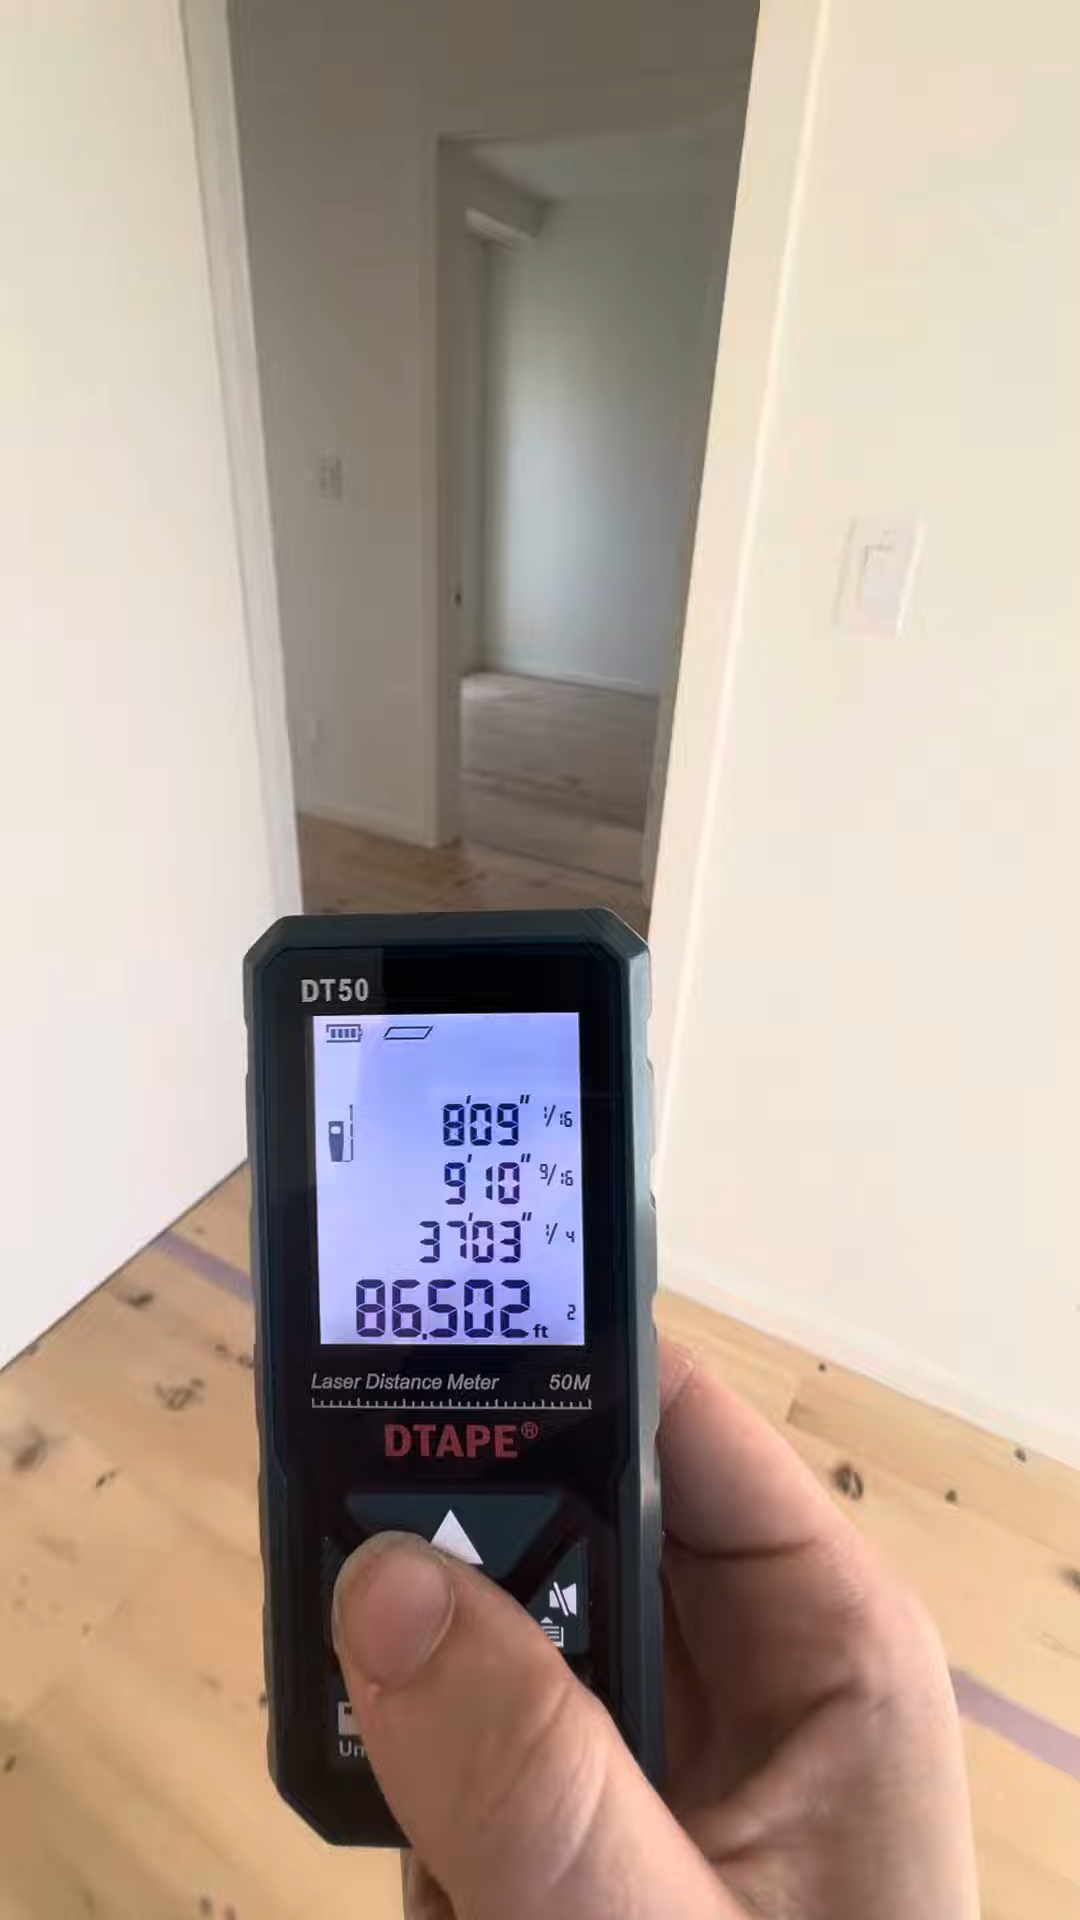 DT50
8'09" 1/16
9'10" 9/16
37'03" 1/4
86.502 ft 2
Laser Distance Meter 50M
DTAPE®
Un